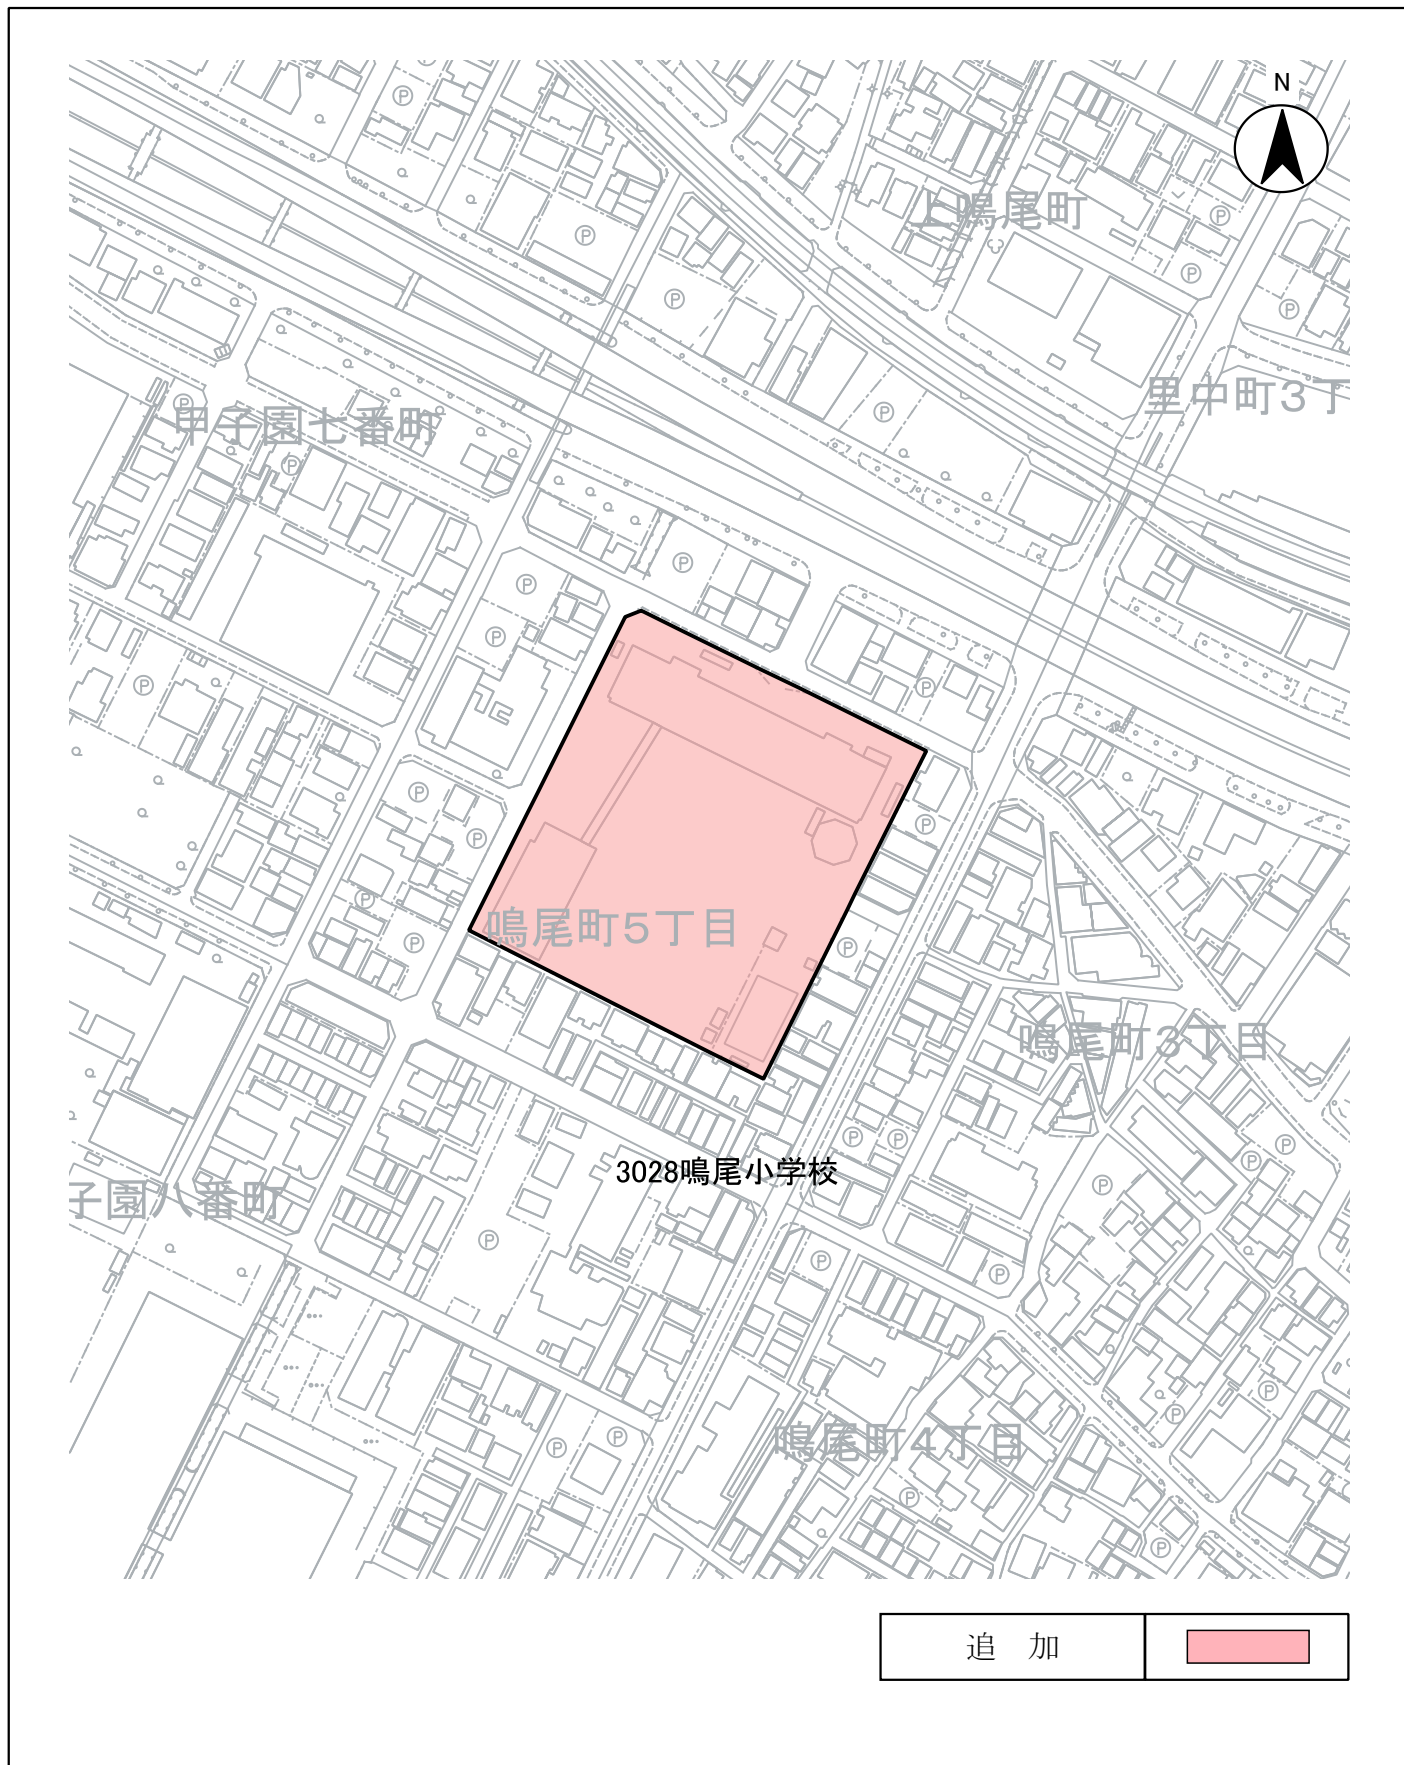 N
上鳴尾町
里中町3丁
甲子園七番町
鳴尾町5丁目
鳴尾町3丁目
3028鳴尾小学校
子園八番町
鳴尾町4丁目
追 加